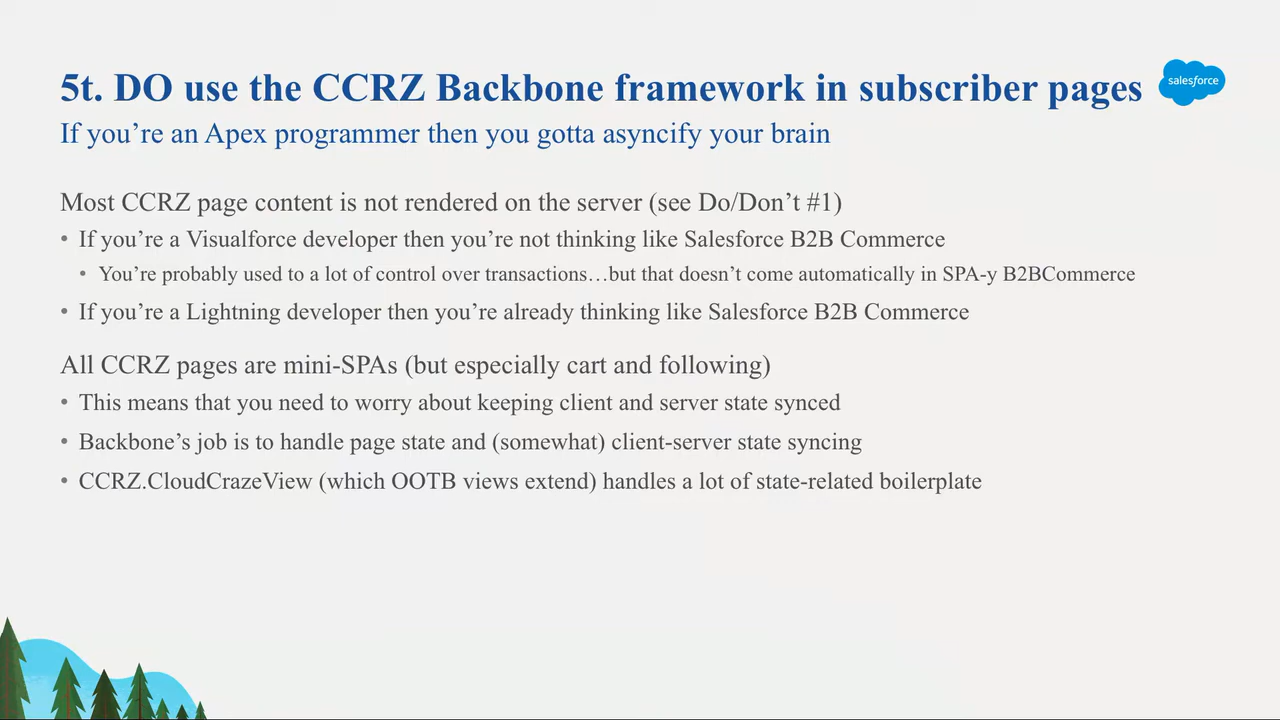 5t. DO use the CCRZ Backbone framework in subscriber pages
salesforce
If you’re an Apex programmer then you gotta asyncify your brain
Most CCRZ page content is not rendered on the server (see Do/Don’t #1)
• If you’re a Visualforce developer then you’re not thinking like Salesforce B2B Commerce
• You’re probably used to a lot of control over transactions…but that doesn’t come automatically in SPA-y B2BCommerce
• If you’re a Lightning developer then you’re already thinking like Salesforce B2B Commerce
All CCRZ pages are mini-SPAs (but especially cart and following)
• This means that you need to worry about keeping client and server state synced
• Backbone’s job is to handle page state and (somewhat) client-server state syncing
• CCRZ.CloudCrazeView (which OOTB views extend) handles a lot of state-related boilerplate